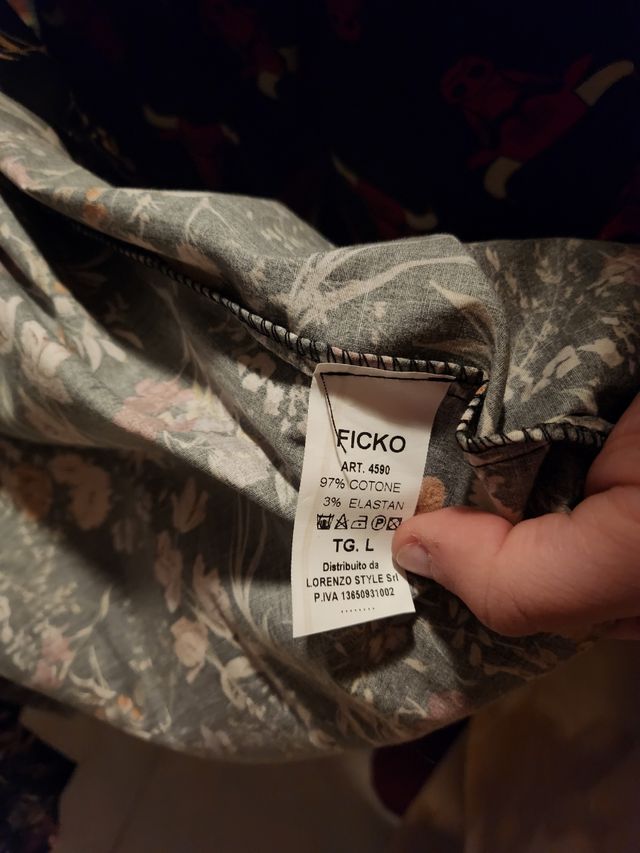 FICKO
ART. 4590
97% COTONE
3% ELASTAN
TG. L
Distribuito da
LORENZO STYLE Srl
P.IVA 13650931002